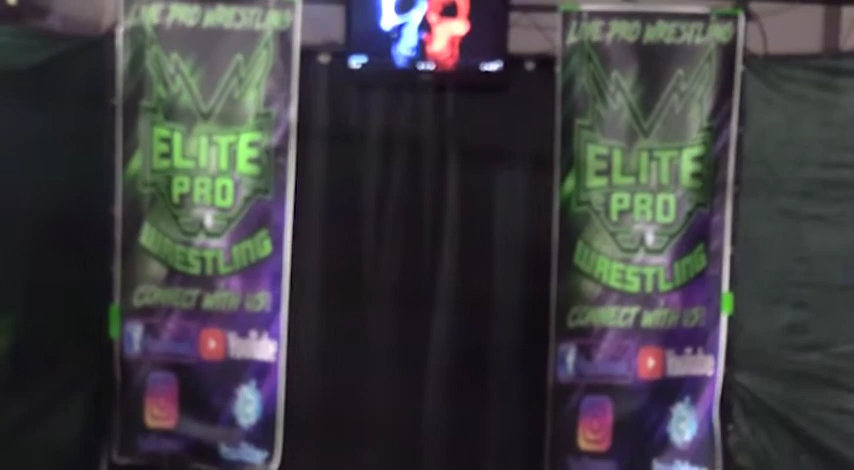 LIVE PRO WRESTLING
ELITE
PRO
WRESTLING
CONNECT WITH US!
YouTube
LIVE PRO WRESTLING
ELITE
PRO
WRESTLING
CONNECT WITH US!
YouTube